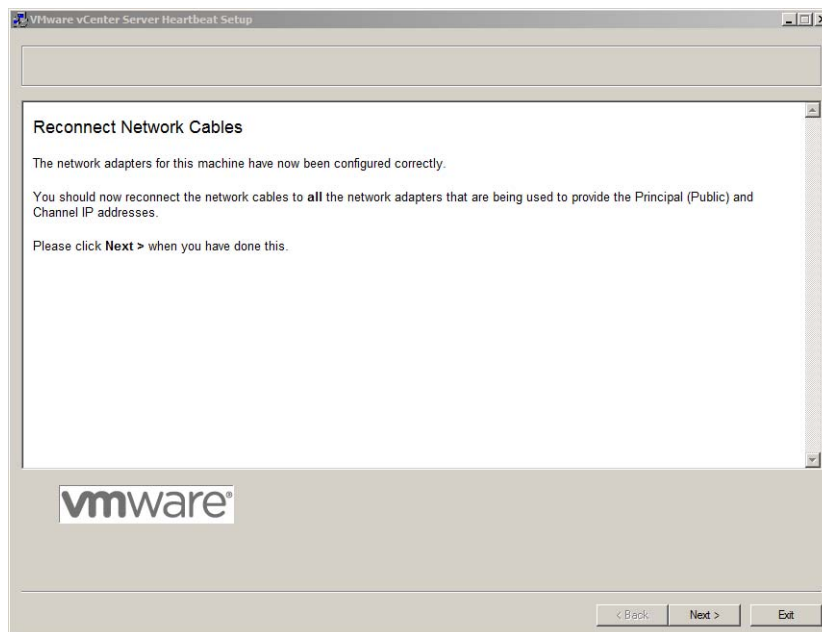 VMware vCenter Server Heartbeat Setup
Reconnect Network Cables
The network adapters for this machine have now been configured correctly.
You should now reconnect the network cables to all the network adapters that are being used to provide the Principal (Public) and
Channel IP addresses.
Please click Next > when you have done this.
vmware®
< Back Next > Exit